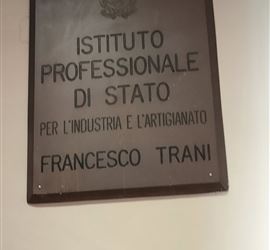 ISTITUTO
PROFESSIONALE
DI STATO
PER L'INDUSTRIA E L'ARTIGIANATO
FRANCESCO TRANI